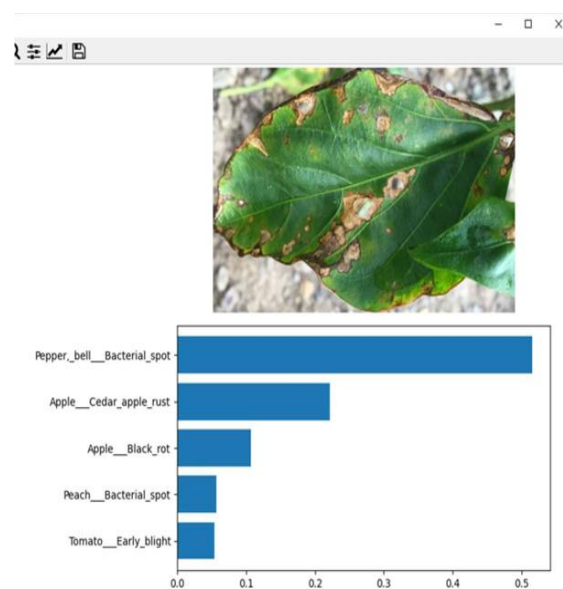 Pepper,_bell___Bacterial_spot
Apple___Cedar_apple_rust
Apple___Black_rot
Peach___Bacterial_spot
Tomato___Early_blight
0.0 0.1 0.2 0.3 0.4 0.5